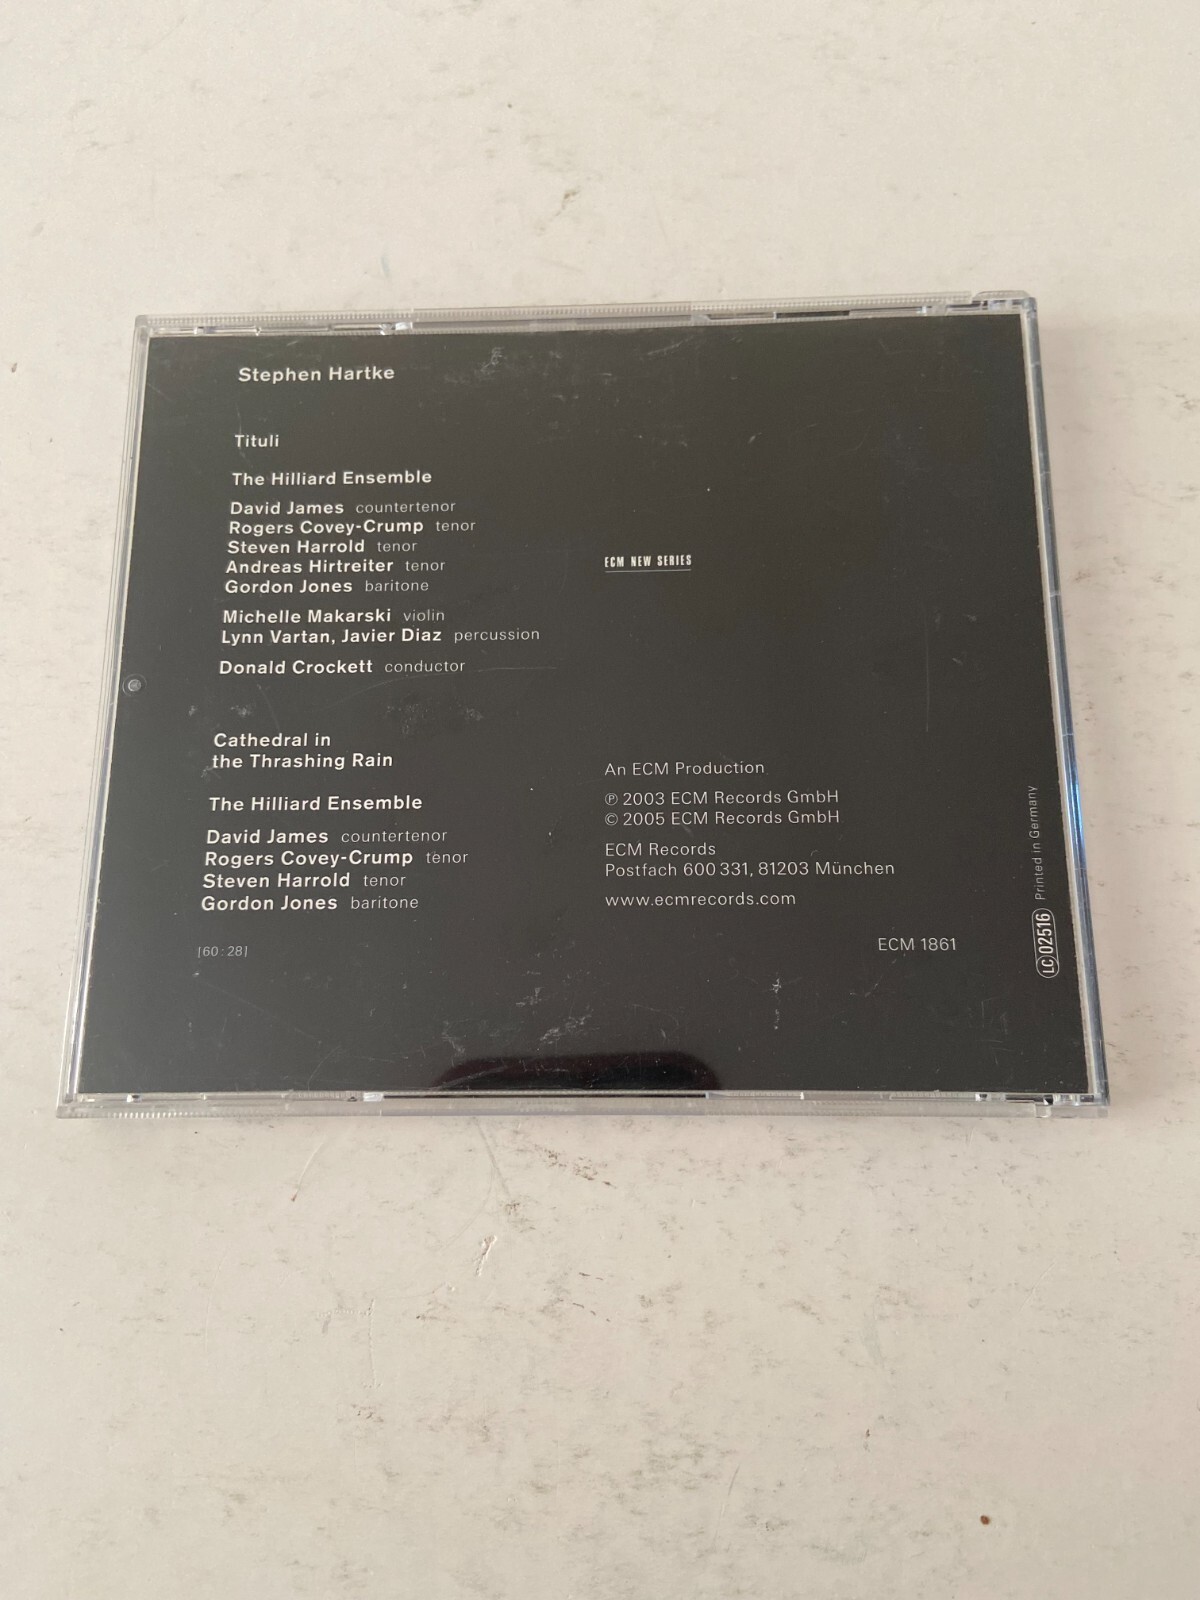 Stephen Hartke
Tituli
The Hilliard Ensemble
David James countertenor
Rogers Covey-Crump tenor
Steven Harrold tenor
Andreas Hirtreiter tenor
Gordon Jones baritone
Michelle Makarski violin
Lynn Vartan, Javier Diaz percussion
Donald Crockett conductor
Cathedral in
the Thrashing Rain
The Hilliard Ensemble
David James countertenor
Rogers Covey-Crump tenor
Steven Harrold tenor
Gordon Jones baritone
[60:28]
ECM NEW SERIES
An ECM Production
℗ 2003 ECM Records GmbH
© 2005 ECM Records GmbH
ECM Records
Postfach 600 331, 81203 München
www.ecmrecords.com
ECM 1861
LC 02516 Printed in Germany